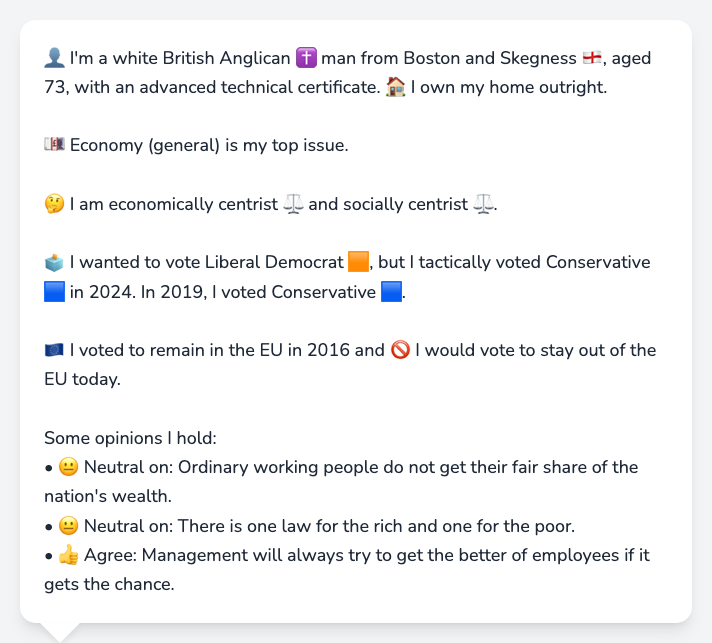 👤 I'm a white British Anglican ✝️ man from Boston and Skegness 🏴󠁧󠁢󠁥󠁮󠁧󠁿, aged
73, with an advanced technical certificate. 🏠 I own my home outright.
💷 Economy (general) is my top issue.
🤔 I am economically centrist ⚖️ and socially centrist ⚖️.
🗳️ I wanted to vote Liberal Democrat 🟧, but I tactically voted Conservative
🟦 in 2024. In 2019, I voted Conservative 🟦.
🇪🇺 I voted to remain in the EU in 2016 and 🚫 I would vote to stay out of the
EU today.
Some opinions I hold:
• 😐 Neutral on: Ordinary working people do not get their fair share of the
nation's wealth.
• 😐 Neutral on: There is one law for the rich and one for the poor.
• 👍 Agree: Management will always try to get the better of employees if it
gets the chance.